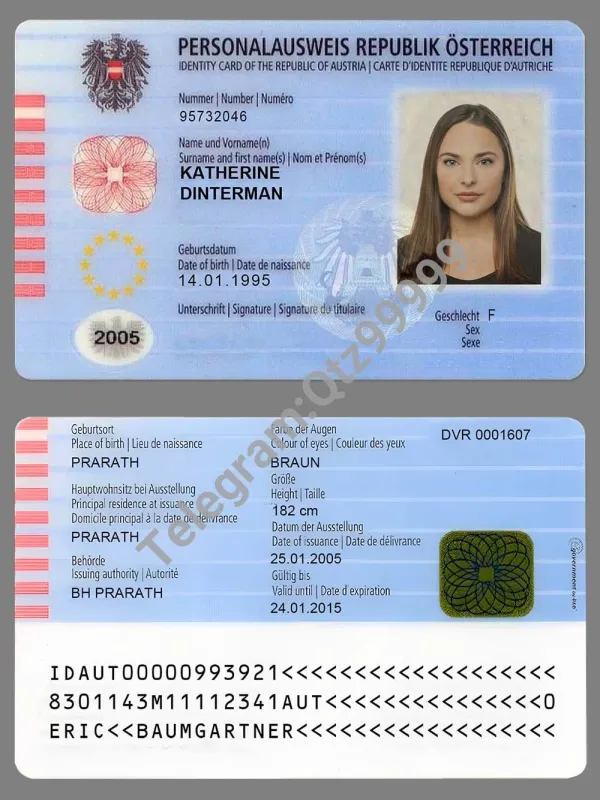 PERSONALAUSWEIS REPUBLIK ÖSTERREICH
IDENTITY CARD OF THE REPUBLIC OF AUSTRIA | CARTE D'IDENTITE REPUBLIQUE D'AUTRICHE
Nummer | Number | Numéro
95732046
Name und Vorname(n)
Surname and first name(s) | Nom et Prénom(s)
KATHERINE
DINTERMAN
Geburtsdatum
Date of birth | Date de naissance
14.01.1995
Unterschrift | Signature | Signature du titulaire
Geschlecht F
Sex
Sexe
2005
Telegram:Qtz99999
Geburtsort
Place of birth | Lieu de naissance
PRARATH
Hauptwohnsitz bei Ausstellung
Principal residence at issuance
Domicile principal à la date de délivrance
PRARATH
Behörde
Issuing authority | Autorité
BH PRARATH
Farbe der Augen
Colour of eyes | Couleur des yeux
BRAUN
Größe
Height | Taille
182 cm
Datum der Ausstellung
Date of issuance | Date de délivrance
25.01.2005
Gültig bis
Valid until | Date d'expiration
24.01.2015
DVR 0001607
IDAUT00000993921<<<<<<<<<<<<<<<<<<<
8301143M11112341AUT<<<<<<<<<<<0
ERIC<<BAUMGARTNER<<<<<<<<<<<<<<<<<<